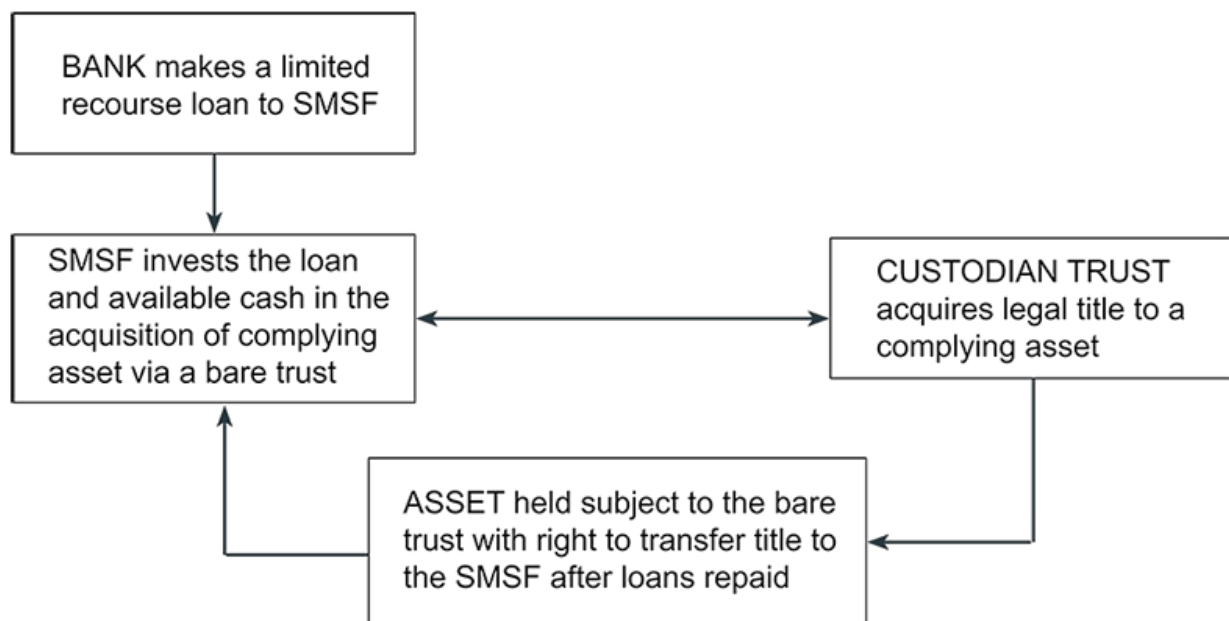 BANK makes a limited
recourse loan to SMSF
SMSF invests the loan
and available cash in the
acquisition of complying
asset via a bare trust
CUSTODIAN TRUST
acquires legal title to a
complying asset
ASSET held subject to the bare
trust with right to transfer title to
the SMSF after loans repaid